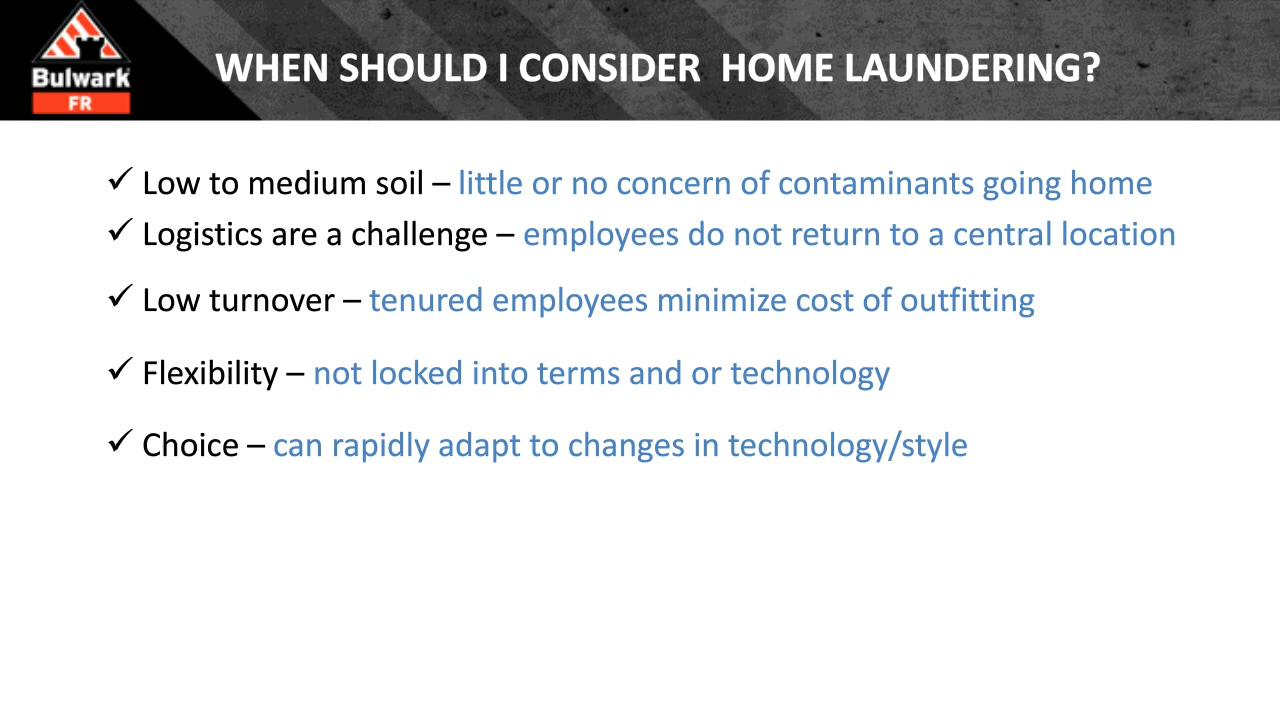 Bulwark
FR
WHEN SHOULD I CONSIDER HOME LAUNDERING?
✓ Low to medium soil – little or no concern of contaminants going home
✓ Logistics are a challenge – employees do not return to a central location
✓ Low turnover – tenured employees minimize cost of outfitting
✓ Flexibility – not locked into terms and or technology
✓ Choice – can rapidly adapt to changes in technology/style